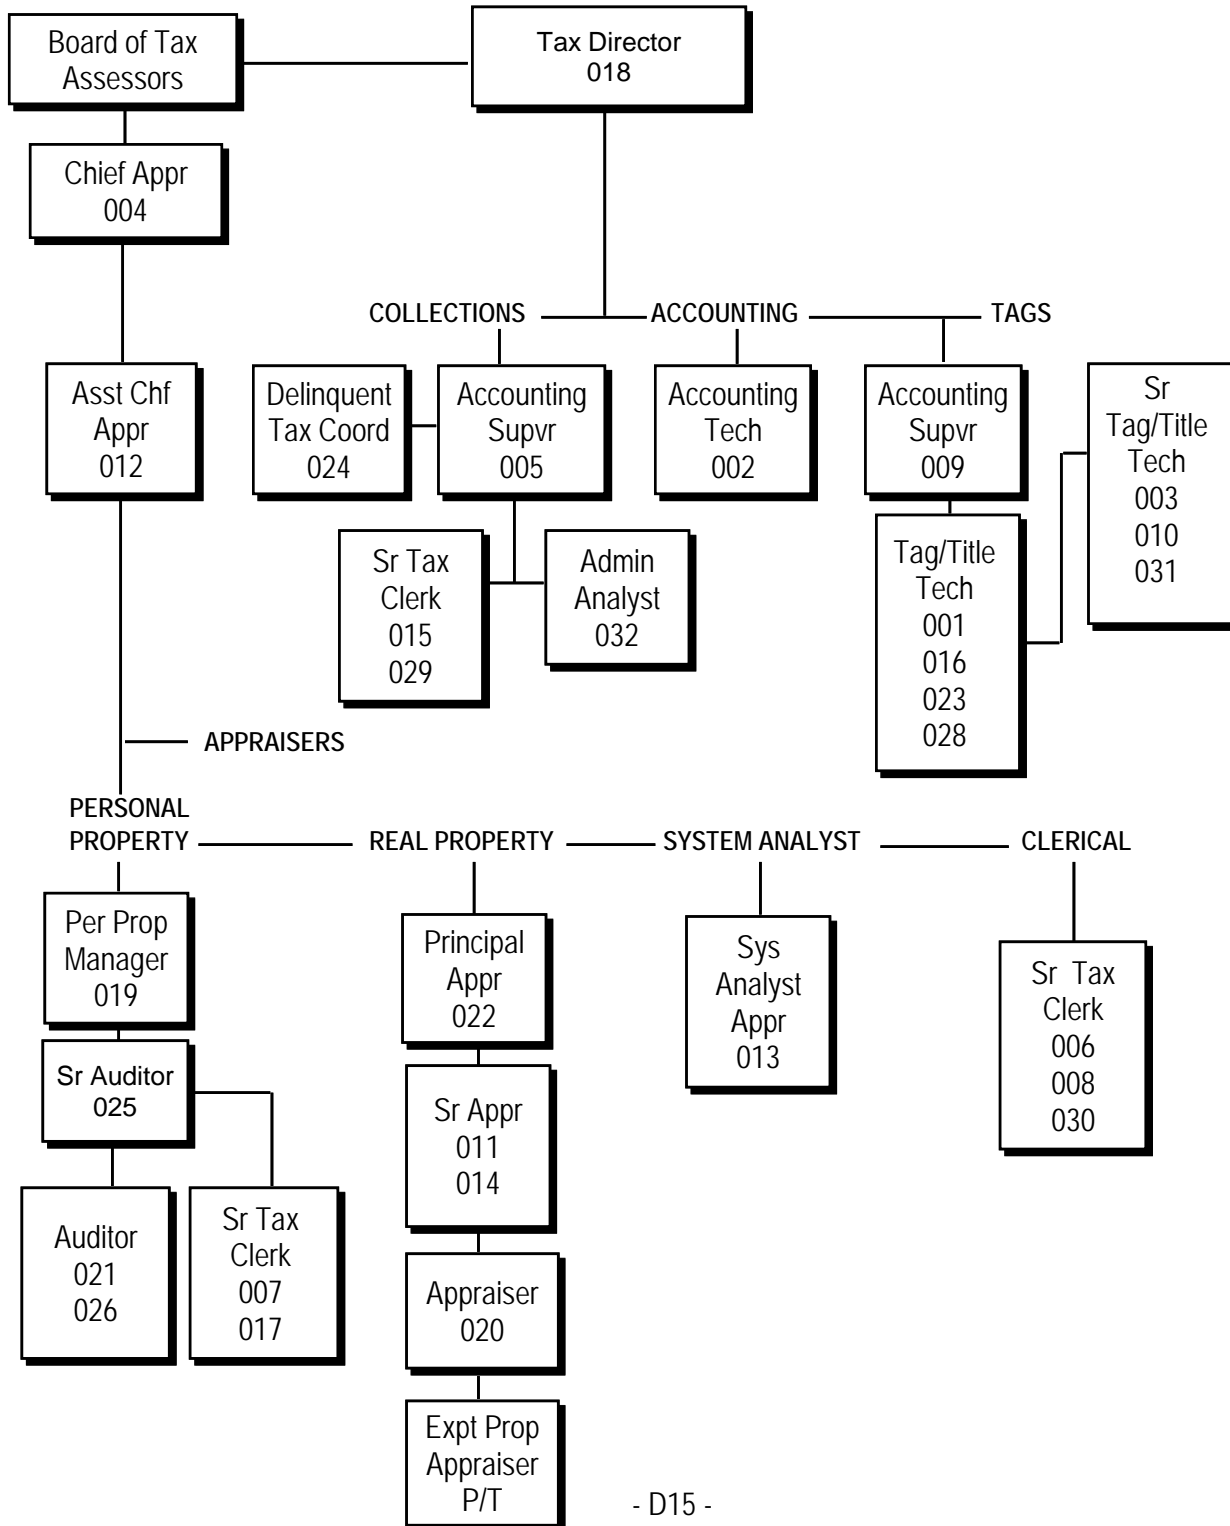 Board of Tax
Assessors
Tax Director
018
Chief Appr
004
COLLECTIONS
ACCOUNTING
TAGS
Asst Chf
Appr
012
Delinquent
Tax Coord
024
Accounting
Supvr
005
Accounting
Tech
002
Accounting
Supvr
009
Sr
Tag/Title
Tech
003
010
031
Sr Tax
Clerk
015
029
Admin
Analyst
032
Tag/Title
Tech
001
016
023
028
APPRAISERS
PERSONAL
PROPERTY
REAL PROPERTY
SYSTEM ANALYST
CLERICAL
Per Prop
Manager
019
Sr Auditor
025
Auditor
021
026
Sr Tax
Clerk
007
017
Principal
Appr
022
Sr Appr
011
014
Appraiser
020
Expt Prop
Appraiser
P/T
Sys
Analyst
Appr
013
Sr Tax
Clerk
006
008
030
- D15 -